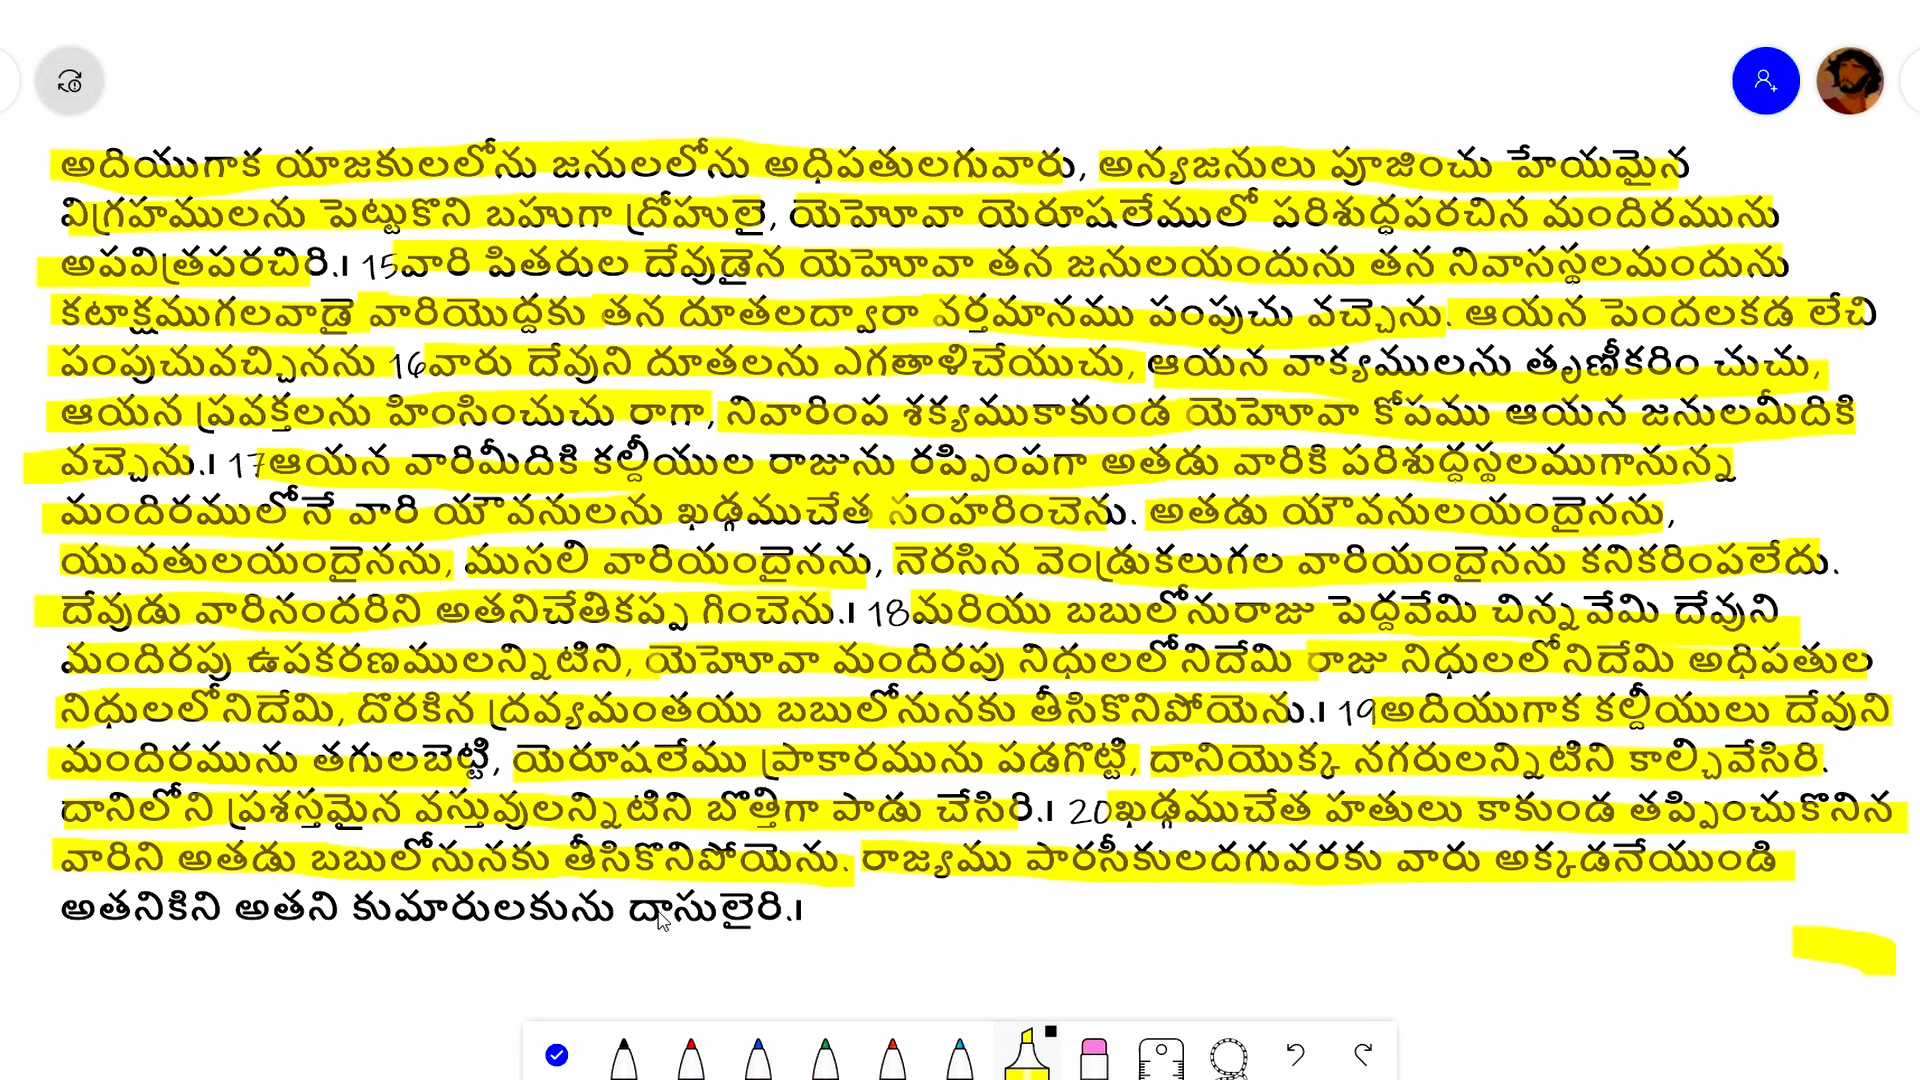 అదియుగాక యాజకులలోను జనులలోను అధిపతులగువారు, అన్యజనులు పూజించు హేయమైన
విగ్రహములను పెట్టుకొని బహుగా ద్రోహులై, యెహెూవా యెరూషలేములో పరిశుద్ధపరచిన మందిరమును
అపవిత్రపరచిరి.। 15వారి పితరుల దేవుడైన యెహెూవా తన జనులయందును తన నివాసస్థలమందును
కటాక్షముగలవాడై వారియొద్దకు తన దూతలద్వారా వర్తమానము పంపుచు వచ్చెను. ఆయన పెందలకడ లేచి
పంపుచువచ్చినను 16వారు దేవుని దూతలను ఎగతాళిచేయుచు, ఆయన వాక్యములను తృణీకరిం చుచు,
ఆయన ప్రవక్తలను హింసించుచు రాగా, నివారింప శక్యముకాకుండ యెహెూవా కోపము ఆయన జనులమీదికి
వచ్చెను.। 17ఆయన వారిమీదికి కల్దీయుల రాజును రప్పింపగా అతడు వారికి పరిశుద్ధస్థలముగానున్న
మందిరములోనే వారి యౌవనులను ఖడ్గముచేత సంహరించెను. అతడు యౌవనులయందైనను,
యువతులయందైనను, ముసలి వారియందైనను, నెరసిన వెండ్రుకలుగల వారియందైనను కనికరింపలేదు.
దేవుడు వారినందరిని అతనిచేతికప్ప గించెను.। 18మరియు బబులోనురాజు పెద్దవేమి చిన్నవేమి దేవుని
మందిరపు ఉపకరణములన్నిటిని, యెహెూవా మందిరపు నిధులలోనిదేమి రాజు నిధులలోనిదేమి అధిపతుల
నిధులలోనిదేమి, దొరకిన ద్రవ్యమంతయు బబులోనునకు తీసికొనిపోయెను.। 19అదియుగాక కల్దీయులు దేవుని
మందిరమును తగులబెట్టి, యెరూషలేము ప్రాకారమును పడగొట్టి, దానియొక్క నగరులన్నిటిని కాల్చివేసిరి.
దానిలోని ప్రశస్తమైన వస్తువులన్నిటిని బొత్తిగా పాడు చేసిరి.। 20ఖడ్గముచేత హతులు కాకుండ తప్పించుకొనిన
వారిని అతడు బబులోనునకు తీసికొనిపోయెను. రాజ్యము పారసీకులదగువరకు వారు అక్కడనేయుండి
అతనికిని అతని కుమారులకును దాసులైరి.।